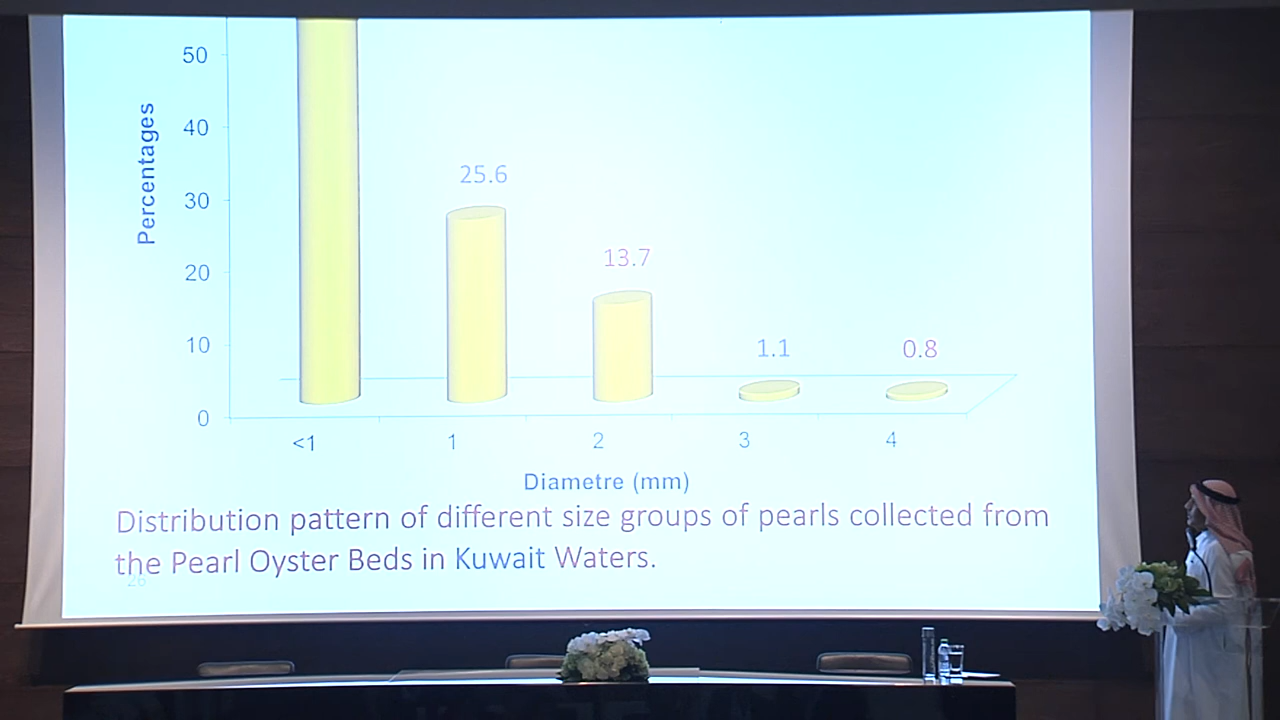 50
40
30
20
10
0
Percentages
25.6
13.7
1.1
0.8
<1 1 2 3 4
Diametre (mm)
Distribution pattern of different size groups of pearls collected from
the Pearl Oyster Beds in Kuwait Waters.
26